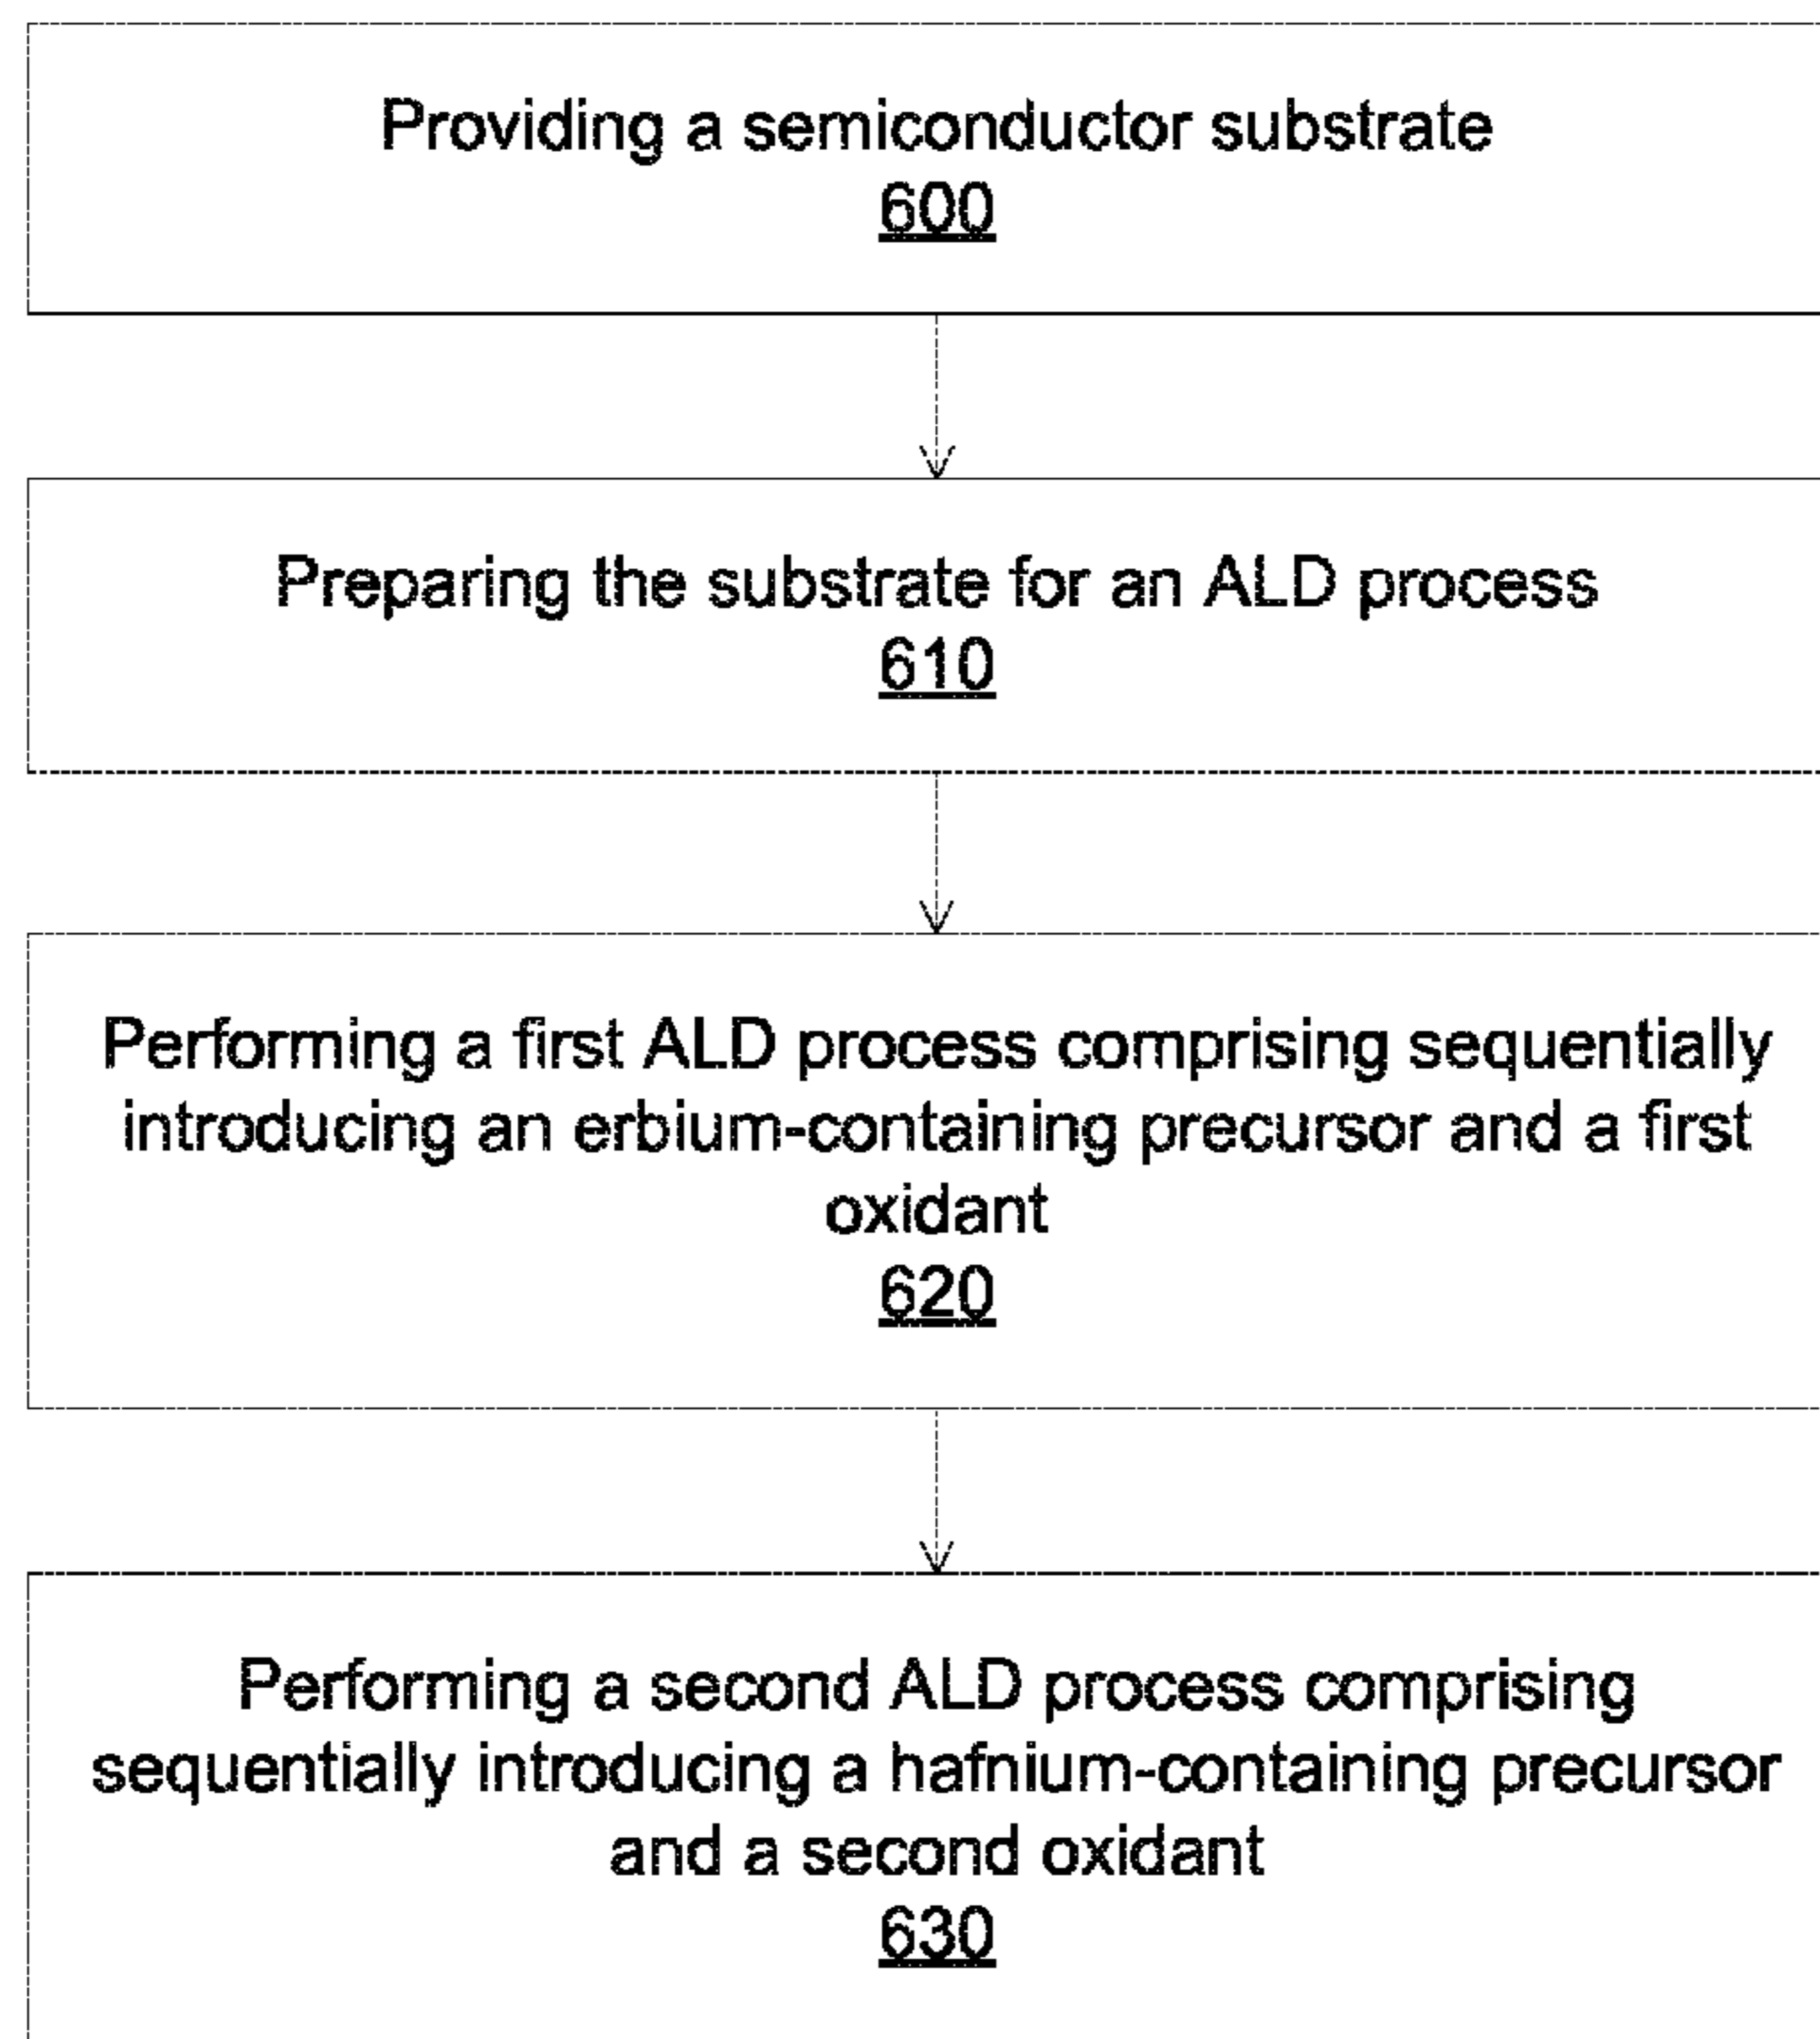 Providing a semiconductor substrate
600
Preparing the substrate for an ALD process
610
Performing a first ALD process comprising sequentially
introducing an erbium-containing precursor and a first
oxidant
620
Performing a second ALD process comprising
sequentially introducing a hafnium-containing precursor
and a second oxidant
630